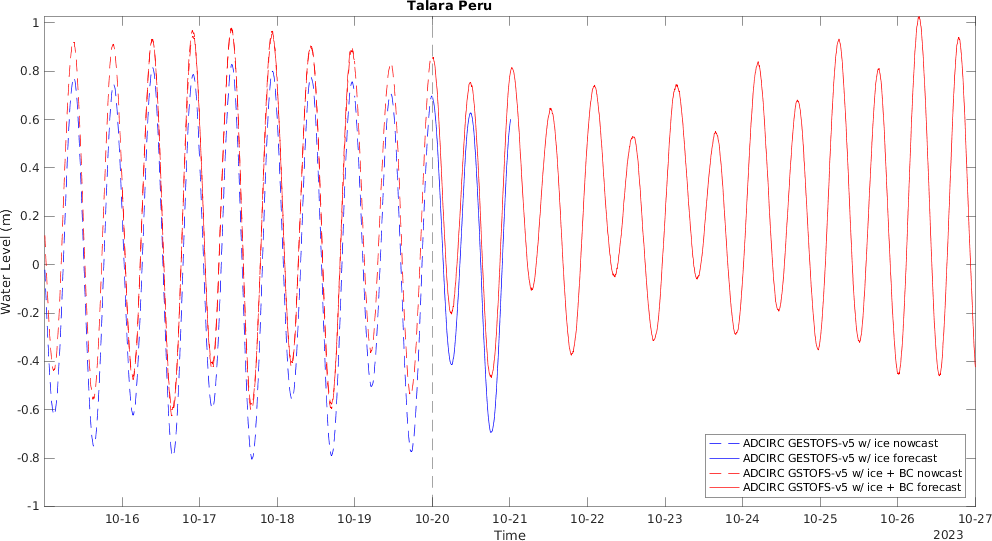 Talara Peru
1
0.8
0.6
0.4
0.2
0
-0.2
-0.4
-0.6
-0.8
-1
Water Level (m)
10-16 10-17 10-18 10-19 10-20 10-21 10-22 10-23 10-24 10-25 10-26 10-27
Time
2023
ADCIRC GESTOFS-v5 w/ ice nowcast
ADCIRC GESTOFS-v5 w/ ice forecast
ADCIRC GSTOFS-v5 w/ ice + BC nowcast
ADCIRC GSTOFS-v5 w/ ice + BC forecast